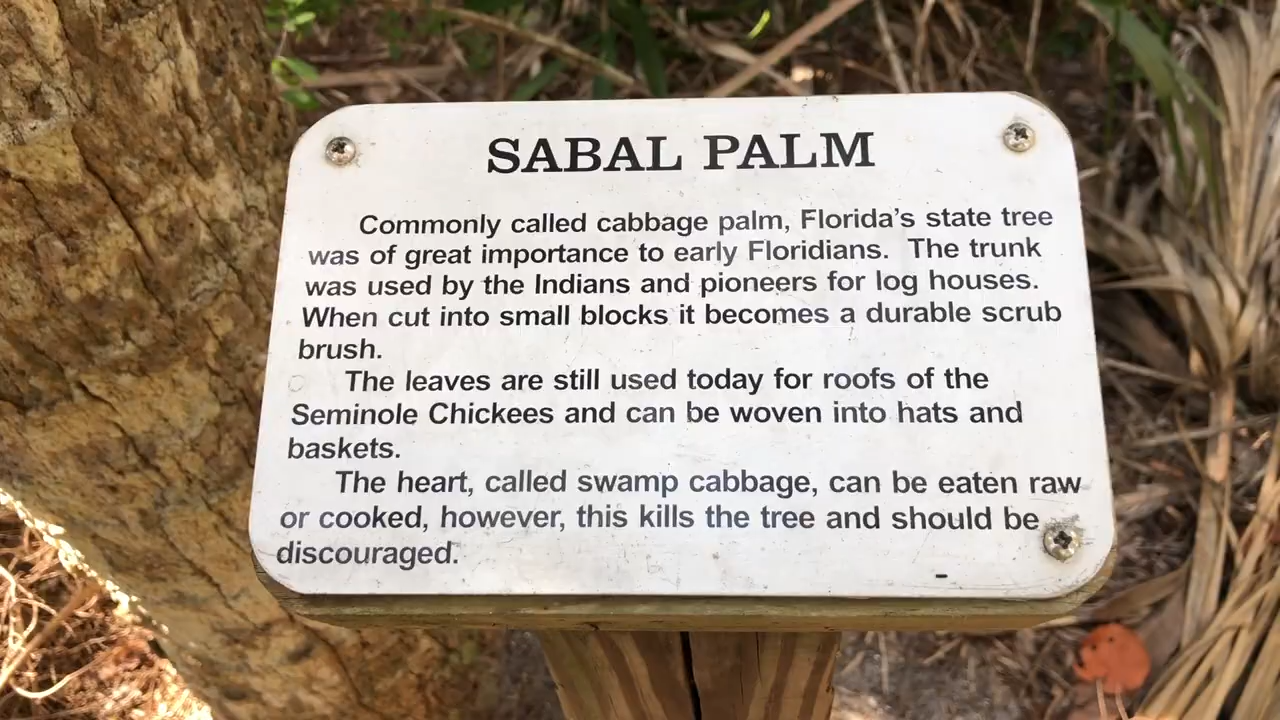 SABAL PALM
Commonly called cabbage palm, Florida's state tree
was of great importance to early Floridians. The trunk
was used by the Indians and pioneers for log houses.
When cut into small blocks it becomes a durable scrub
brush.
The leaves are still used today for roofs of the
Seminole Chickees and can be woven into hats and
baskets.
The heart, called swamp cabbage, can be eaten raw
or cooked, however, this kills the tree and should be
discouraged.